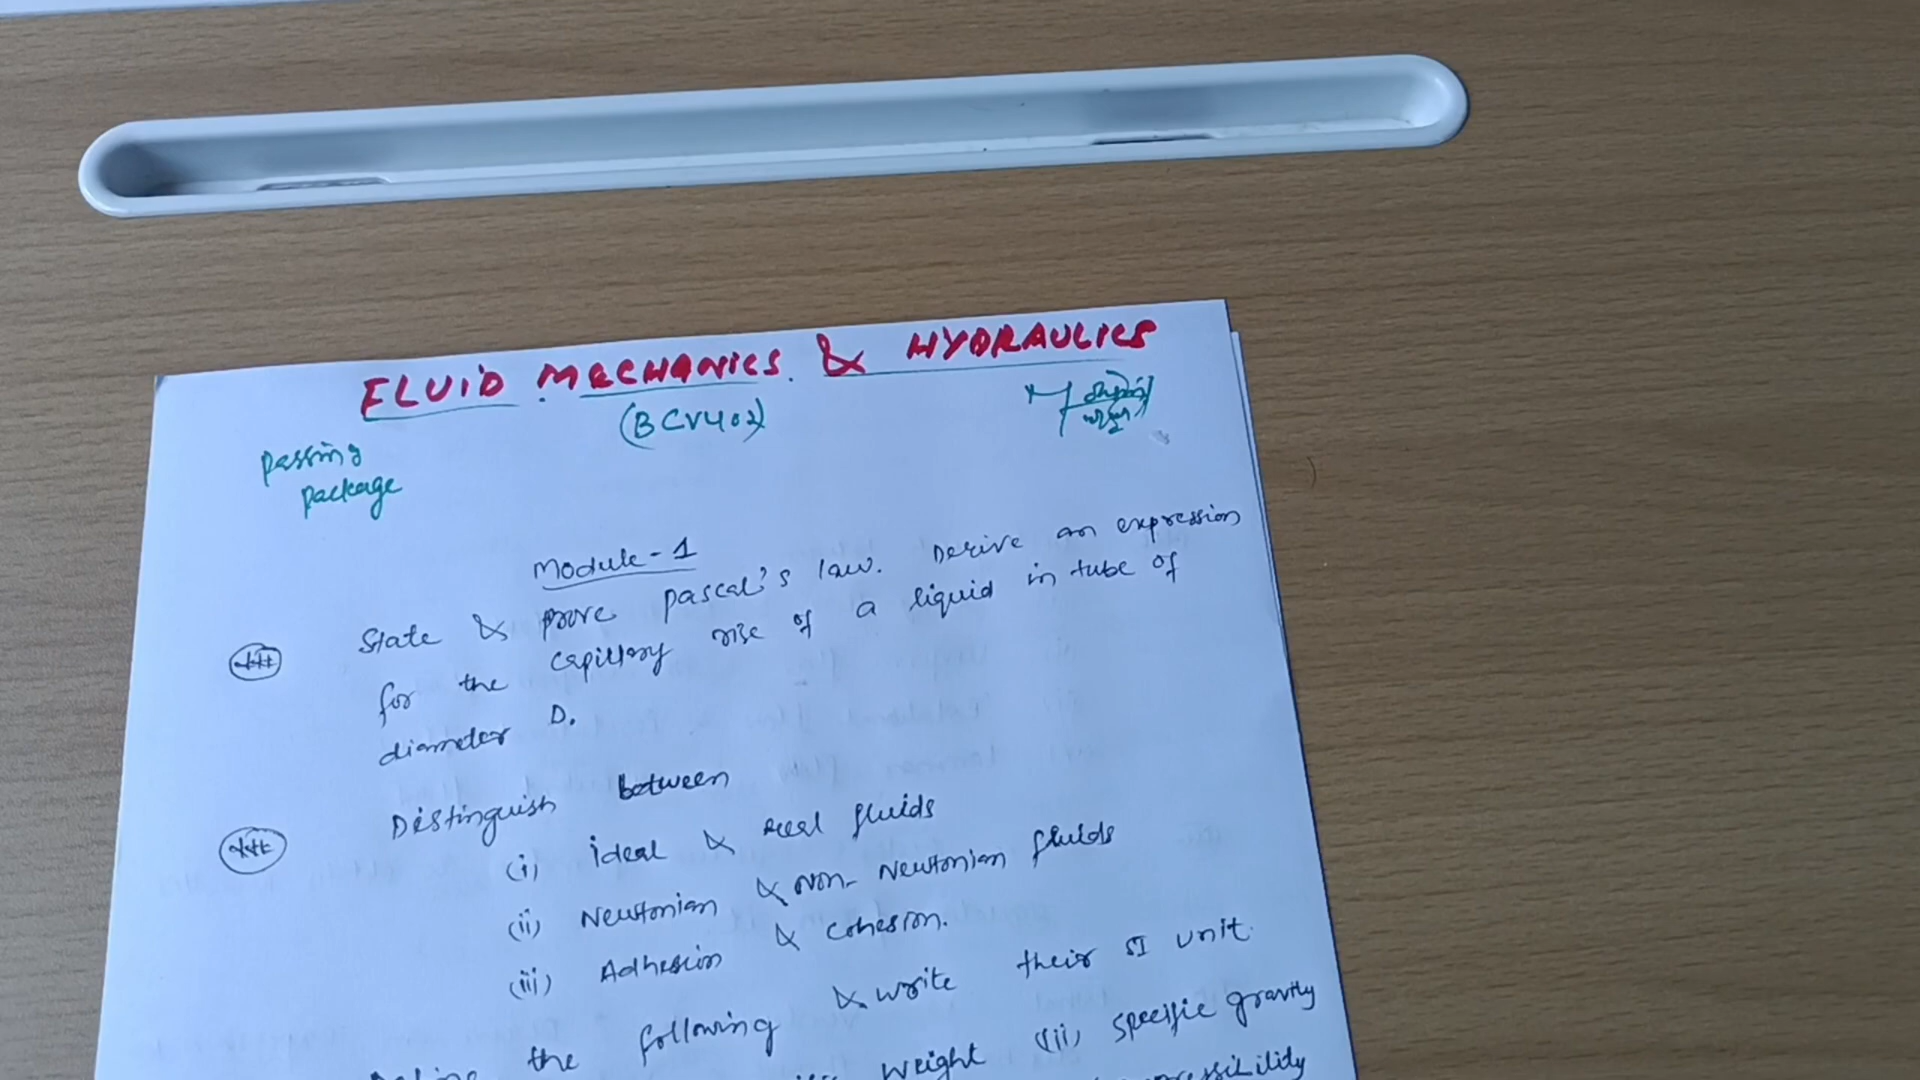 FLUID MECHANICS & HYDRAULICS
(BCV402)
passing
package
Module-1
State & prove pascal's law. Derive an expression
for the capillary rise of a liquid in tube of
diameter D.
Distinguish between
(i) ideal & real fluids
(ii) Newtonian & Non-Newtonian fluids
(iii) Adhesion & Cohesion.
the following & write their SI unit.
weight (ii) specific gravity